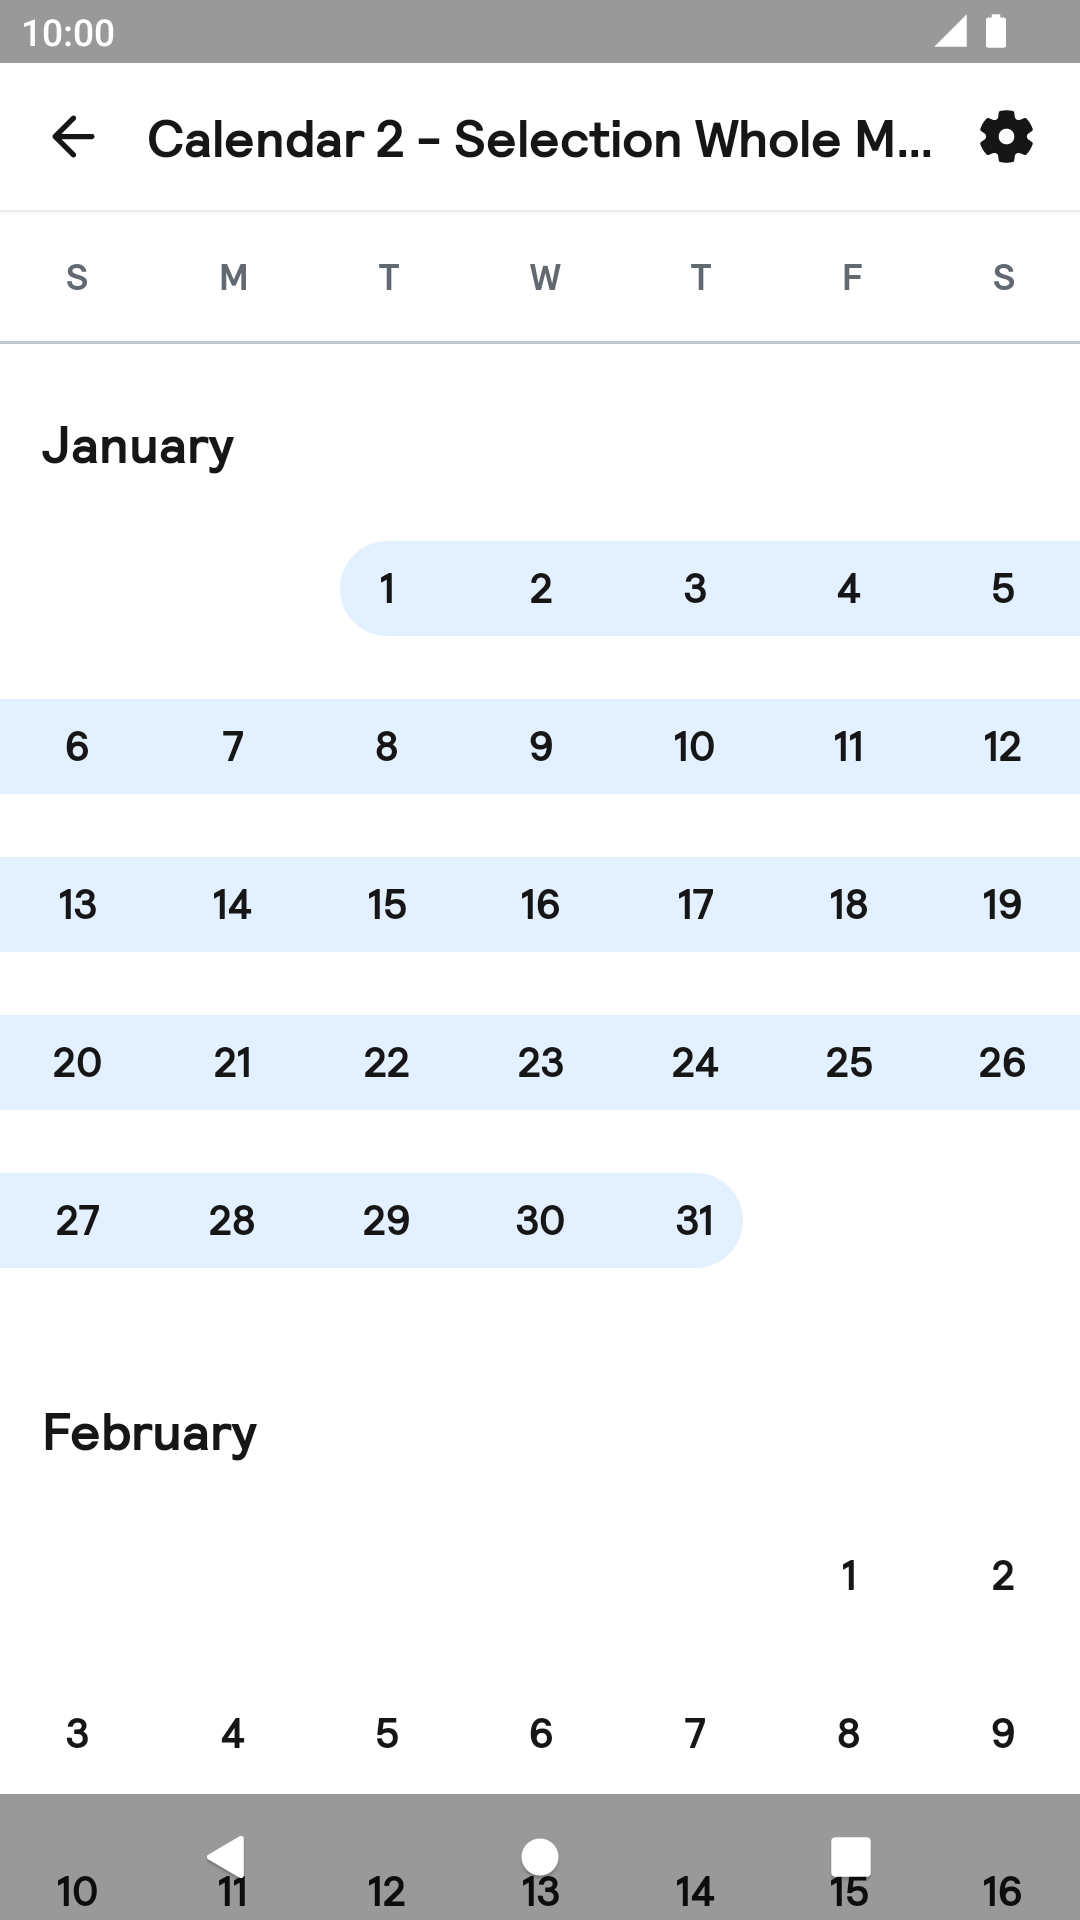 10:00
Calendar 2 – Selection Whole M...
S M T W T F S
January
1 2 3 4 5
6 7 8 9 10 11 12
13 14 15 16 17 18 19
20 21 22 23 24 25 26
27 28 29 30 31
February
1 2
3 4 5 6 7 8 9
10 11 12 13 14 15 16